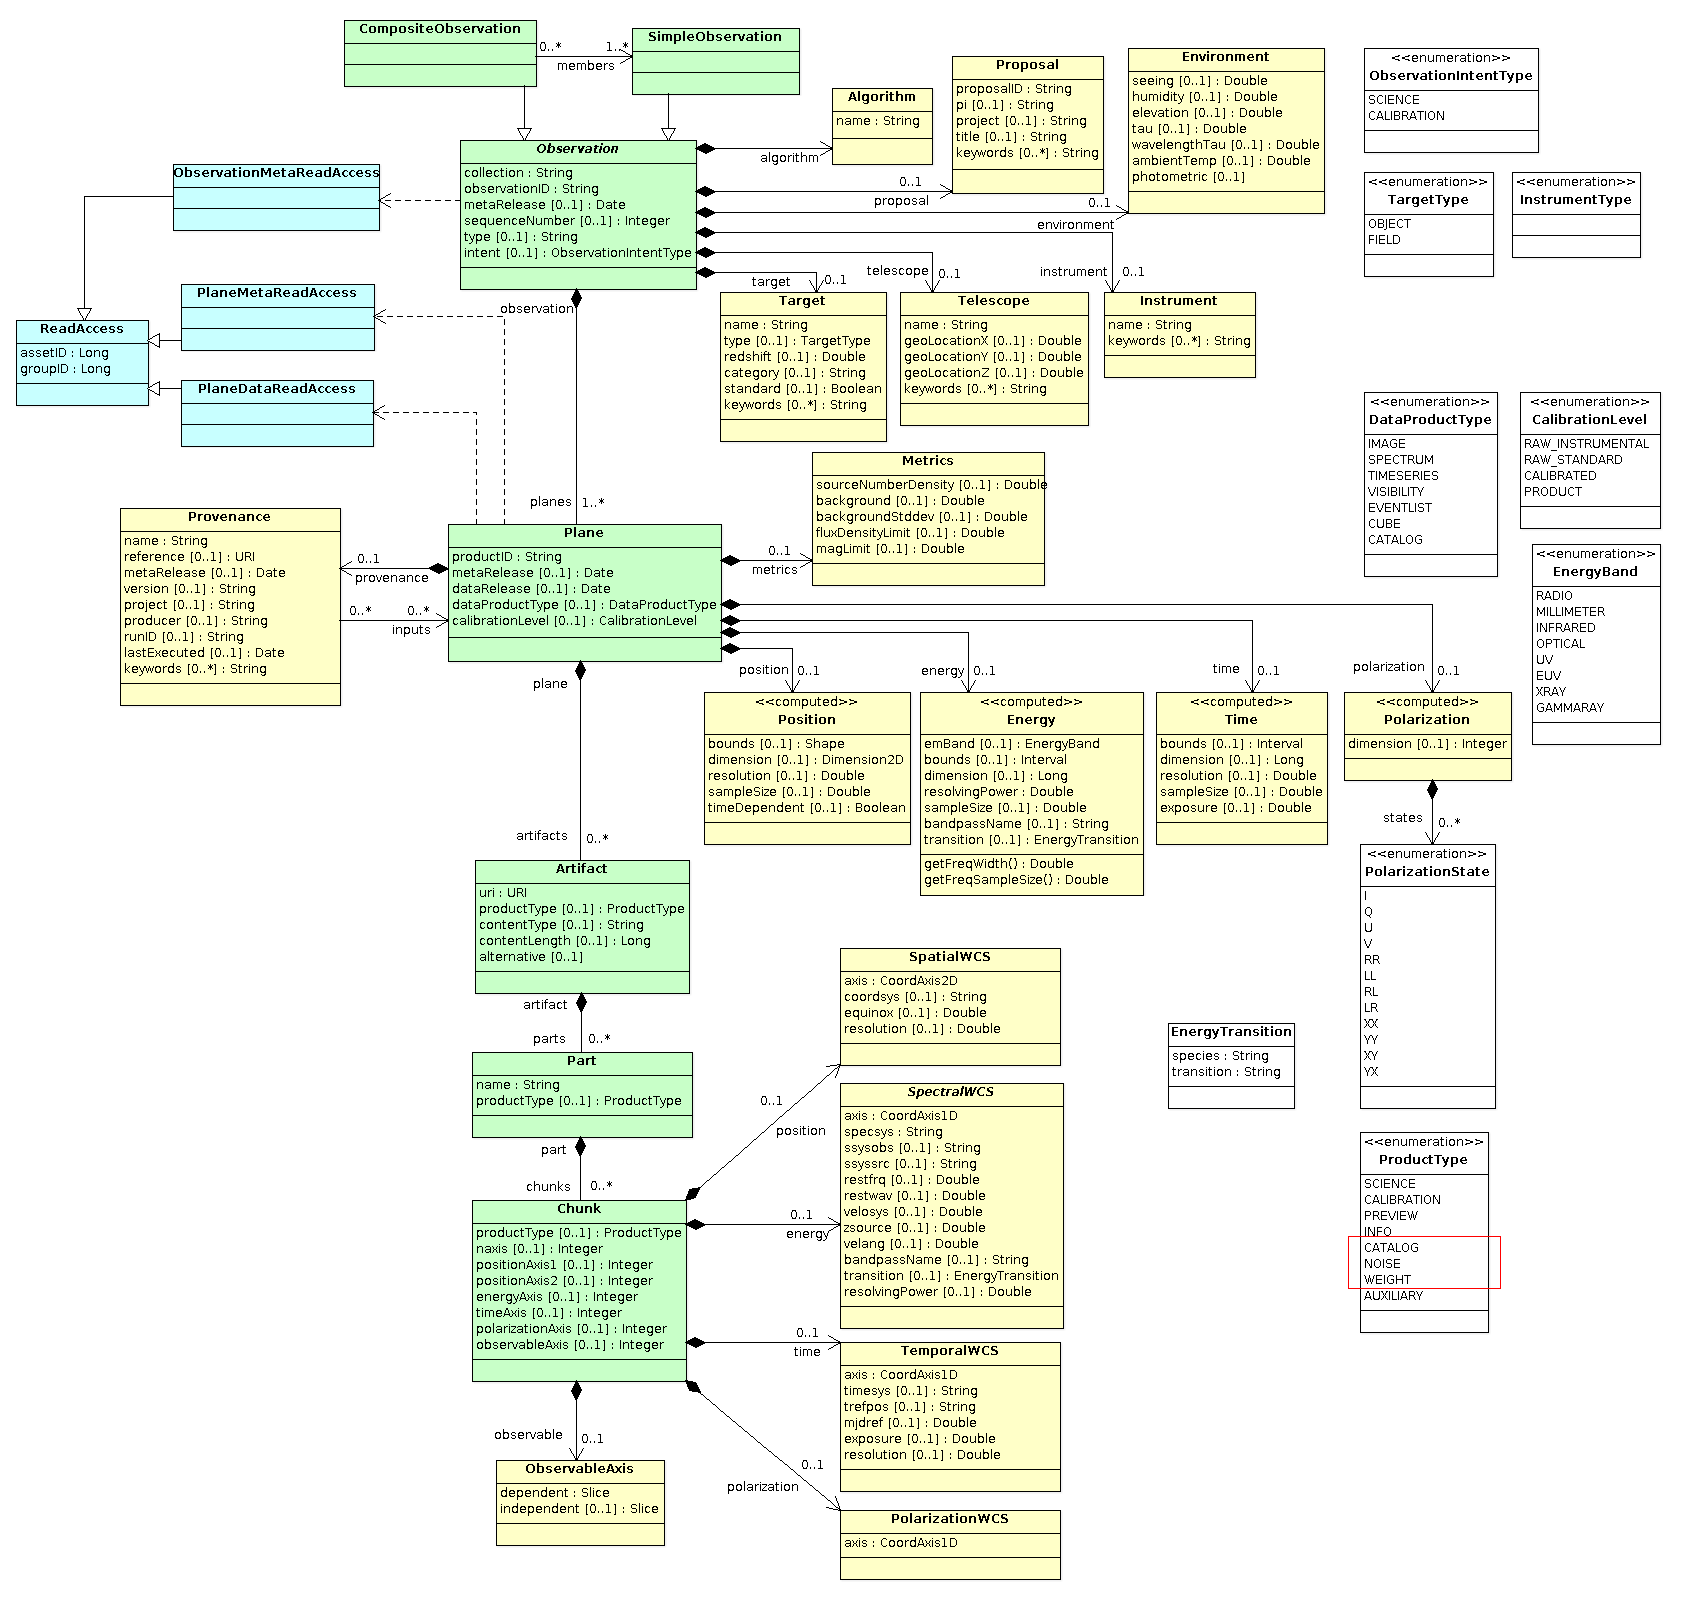 CompositeObservation
0..*
1..*
members
SimpleObservation
Algorithm
name : String
algorithm
Proposal
proposalID : String
pi [0..1] : String
project [0..1] : String
title [0..1] : String
keywords [0..*] : String
0..1
proposal
Environment
seeing [0..1] : Double
humidity [0..1] : Double
elevation [0..1] : Double
tau [0..1] : Double
wavelengthTau [0..1] : Double
ambientTemp [0..1] : Double
photometric [0..1]
0..1
environment
<<enumeration>>
ObservationIntentType
SCIENCE
CALIBRATION
<<enumeration>>
TargetType
OBJECT
FIELD
<<enumeration>>
InstrumentType
Observation
collection : String
observationID : String
metaRelease [0..1] : Date
sequenceNumber [0..1] : Integer
type [0..1] : String
intent [0..1] : ObservationIntentType
ObservationMetaReadAccess
PlaneMetaReadAccess
ReadAccess
assetID : Long
groupID : Long
PlaneDataReadAccess
observation
target
0..1
telescope
0..1
instrument
0..1
Target
name : String
type [0..1] : TargetType
redshift [0..1] : Double
category [0..1] : String
standard [0..1] : Boolean
keywords [0..*] : String
Telescope
name : String
geoLocationX [0..1] : Double
geoLocationY [0..1] : Double
geoLocationZ [0..1] : Double
keywords [0..*] : String
Instrument
name : String
keywords [0..*] : String
<<enumeration>>
DataProductType
IMAGE
SPECTRUM
TIMESERIES
VISIBILITY
EVENTLIST
CUBE
CATALOG
<<enumeration>>
CalibrationLevel
RAW_INSTRUMENTAL
RAW_STANDARD
CALIBRATED
PRODUCT
<<enumeration>>
EnergyBand
RADIO
MILLIMETER
INFRARED
OPTICAL
UV
EUV
XRAY
GAMMARAY
Metrics
sourceNumberDensity [0..1] : Double
background [0..1] : Double
backgroundStddev [0..1] : Double
fluxDensityLimit [0..1] : Double
magLimit [0..1] : Double
0..1
metrics
planes
1..*
Provenance
name : String
reference [0..1] : URI
metaRelease [0..1] : Date
version [0..1] : String
project [0..1] : String
producer [0..1] : String
runID [0..1] : String
lastExecuted [0..1] : Date
keywords [0..*] : String
0..1
provenance
0..*
0..*
inputs
Plane
productID : String
metaRelease [0..1] : Date
dataRelease [0..1] : Date
dataProductType [0..1] : DataProductType
calibrationLevel [0..1] : CalibrationLevel
plane
position
0..1
energy
0..1
time
0..1
polarization
0..1
<<computed>>
Position
bounds [0..1] : Shape
dimension [0..1] : Dimension2D
resolution [0..1] : Double
sampleSize [0..1] : Double
timeDependent [0..1] : Boolean
<<computed>>
Energy
emBand [0..1] : EnergyBand
bounds [0..1] : Interval
dimension [0..1] : Long
resolvingPower : Double
sampleSize [0..1] : Double
bandpassName [0..1] : String
transition [0..1] : EnergyTransition
getFreqWidth() : Double
getFreqSampleSize() : Double
<<computed>>
Time
bounds [0..1] : Interval
dimension [0..1] : Long
resolution [0..1] : Double
sampleSize [0..1] : Double
exposure [0..1] : Double
<<computed>>
Polarization
dimension [0..1] : Integer
states
0..*
<<enumeration>>
PolarizationState
I
Q
U
V
RR
LL
RL
LR
XX
YY
XY
YX
artifacts
0..*
Artifact
uri : URI
productType [0..1] : ProductType
contentType [0..1] : String
contentLength [0..1] : Long
alternative [0..1]
artifact
parts
0..*
Part
name : String
productType [0..1] : ProductType
part
chunks
0..*
Chunk
productType [0..1] : ProductType
naxis [0..1] : Integer
positionAxis1 [0..1] : Integer
positionAxis2 [0..1] : Integer
energyAxis [0..1] : Integer
timeAxis [0..1] : Integer
polarizationAxis [0..1] : Integer
observableAxis [0..1] : Integer
SpatialWCS
axis : CoordAxis2D
coordsys [0..1] : String
equinox [0..1] : Double
resolution [0..1] : Double
0..1
position
SpectralWCS
axis : CoordAxis1D
specsys : String
ssysobs [0..1] : String
ssyssrc [0..1] : String
restfrq [0..1] : Double
restwav [0..1] : Double
velosys [0..1] : Double
zsource [0..1] : Double
velang [0..1] : Double
bandpassName [0..1] : String
transition [0..1] : EnergyTransition
resolvingPower [0..1] : Double
0..1
energy
EnergyTransition
species : String
transition : String
<<enumeration>>
ProductType
SCIENCE
CALIBRATION
PREVIEW
INFO
CATALOG
NOISE
WEIGHT
AUXILIARY
0..1
time
TemporalWCS
axis : CoordAxis1D
timesys [0..1] : String
trefpos [0..1] : String
mjdref [0..1] : Double
exposure [0..1] : Double
resolution [0..1] : Double
observable
0..1
ObservableAxis
dependent : Slice
independent [0..1] : Slice
0..1
polarization
PolarizationWCS
axis : CoordAxis1D